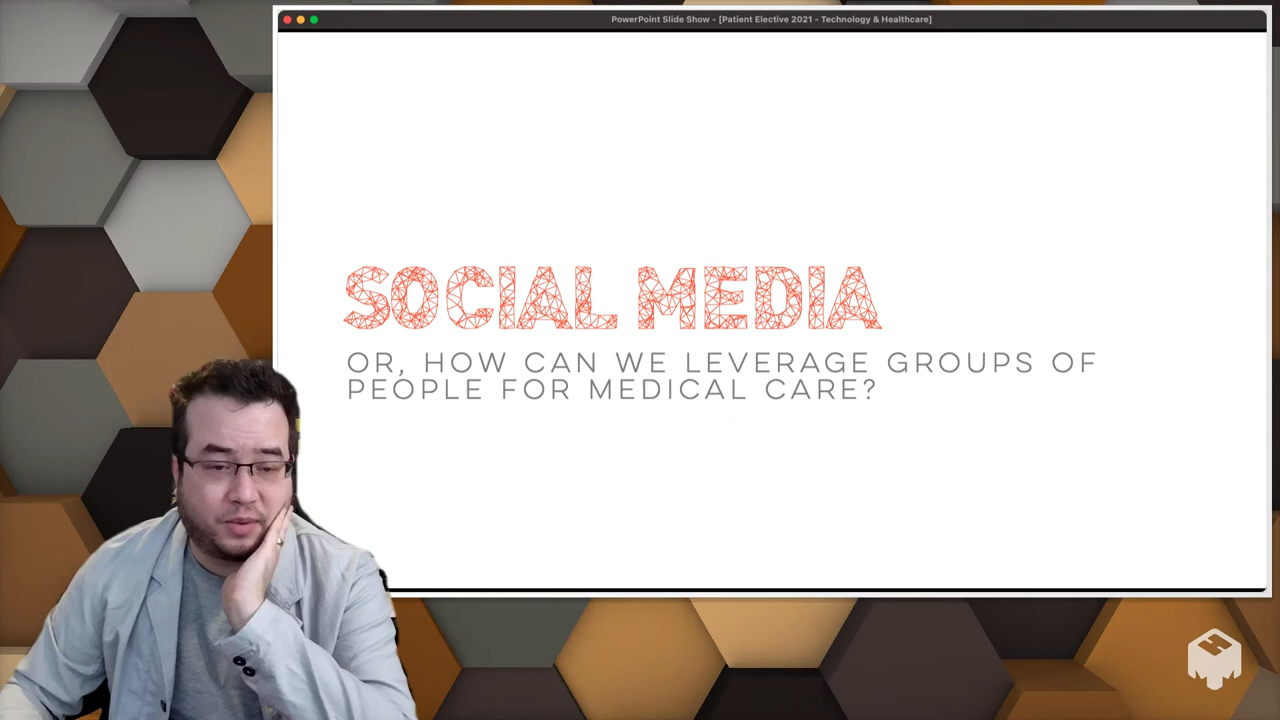 PowerPoint Slide Show - [Patient Elective 2021 - Technology & Healthcare]
SOCIAL MEDIA
OR, HOW CAN WE LEVERAGE GROUPS OF
PEOPLE FOR MEDICAL CARE?